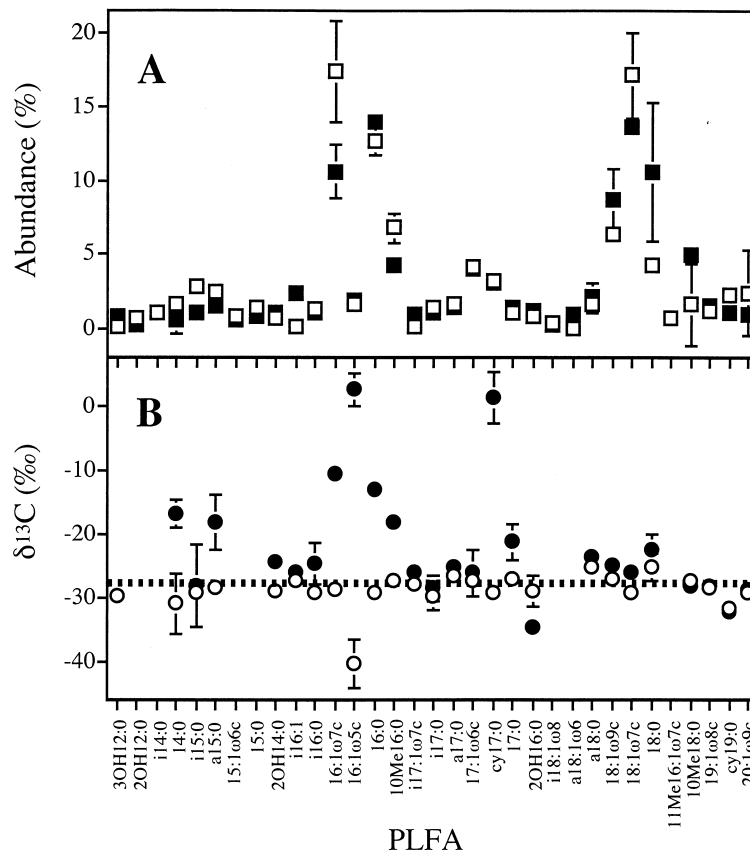 20
15
10
5
0
A
Abundance (%)
0
-10
-20
-30
-40
B
δ13C (‰)
3OH12:0
2OH12:0
i14:0
14:0
i15:0
a15:0
15:1ω6c
15:0
2OH14:0
i16:1
i16:0
16:1ω7c
16:1ω5c
16:0
10Me16:0
i17:1ω7c
i17:0
a17:0
17:1ω6c
cy17:0
17:0
2OH16:0
i18:1ω8
a18:1ω6
a18:0
18:1ω9c
18:1ω7c
18:0
11Me16:1ω7c
10Me18:0
19:1ω8c
cy19:0
20:1ω9c
PLFA